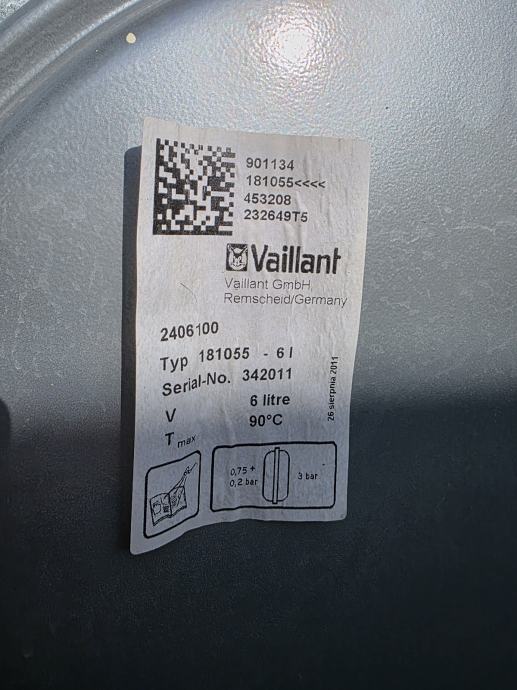 901134
181055<<<<
453208
232649T5
Vaillant
Vaillant GmbH
Remscheid/Germany
2406100
Typ 181055 - 6 l
Serial-No. 342011
V 6 litre
T max 90°C
26 sierpnia 2011
0,75 +
0,2 bar
3 bar